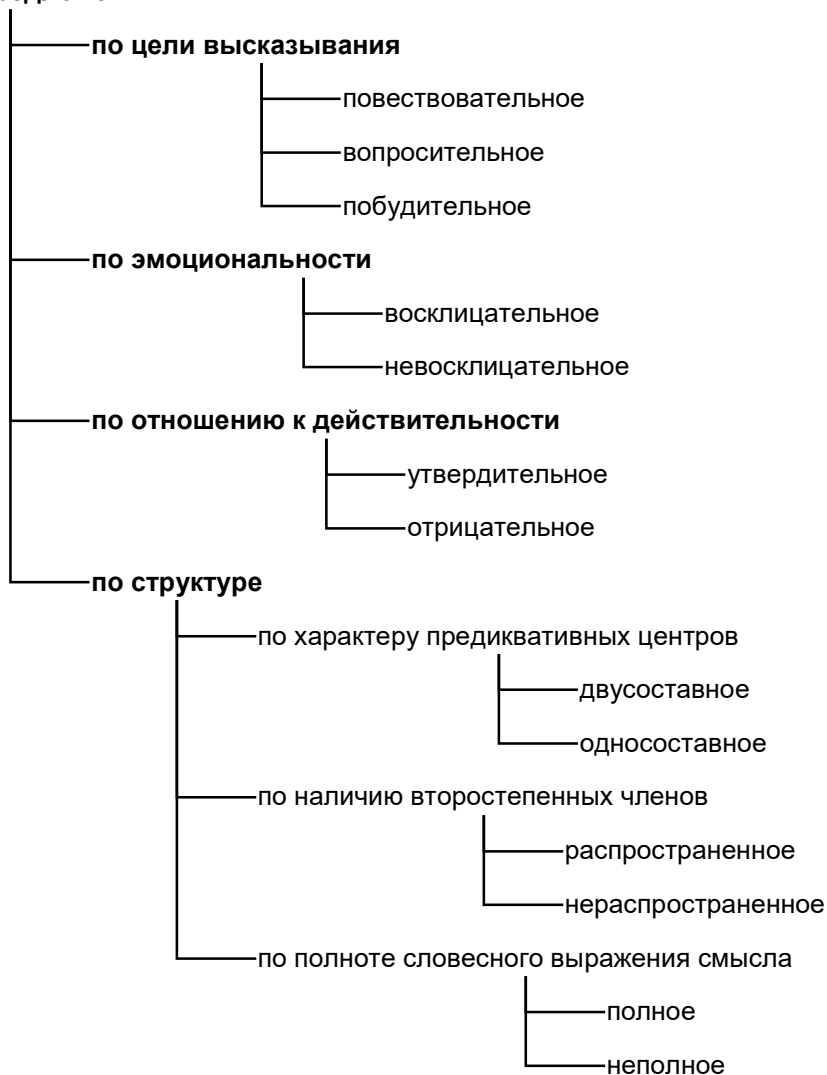 по цели высказывания
повествовательное
вопросительное
побудительное
по эмоциональности
восклицательное
невосклицательное
по отношению к действительности
утвердительное
отрицательное
по структуре
по характеру предиквативных центров
двусоставное
односоставное
по наличию второстепенных членов
распространенное
нераспространенное
по полноте словесного выражения смысла
полное
неполное